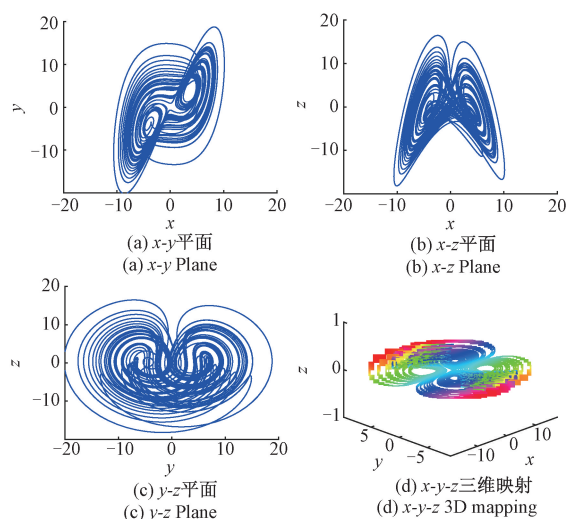 20
10
0
−10
y
−20
−10
0
10
20
x
(a) x-y平面
(a) x-y Plane
20
10
0
−10
z
−20
−10
0
10
20
x
(b) x-z平面
(b) x-z Plane
20
10
0
−10
z
−20
−10
0
10
20
y
(c) y-z平面
(c) y-z Plane
1
0
−1
z
5
0
−5
y
−10
0
10
x
(d) x-y-z三维映射
(d) x-y-z 3D mapping